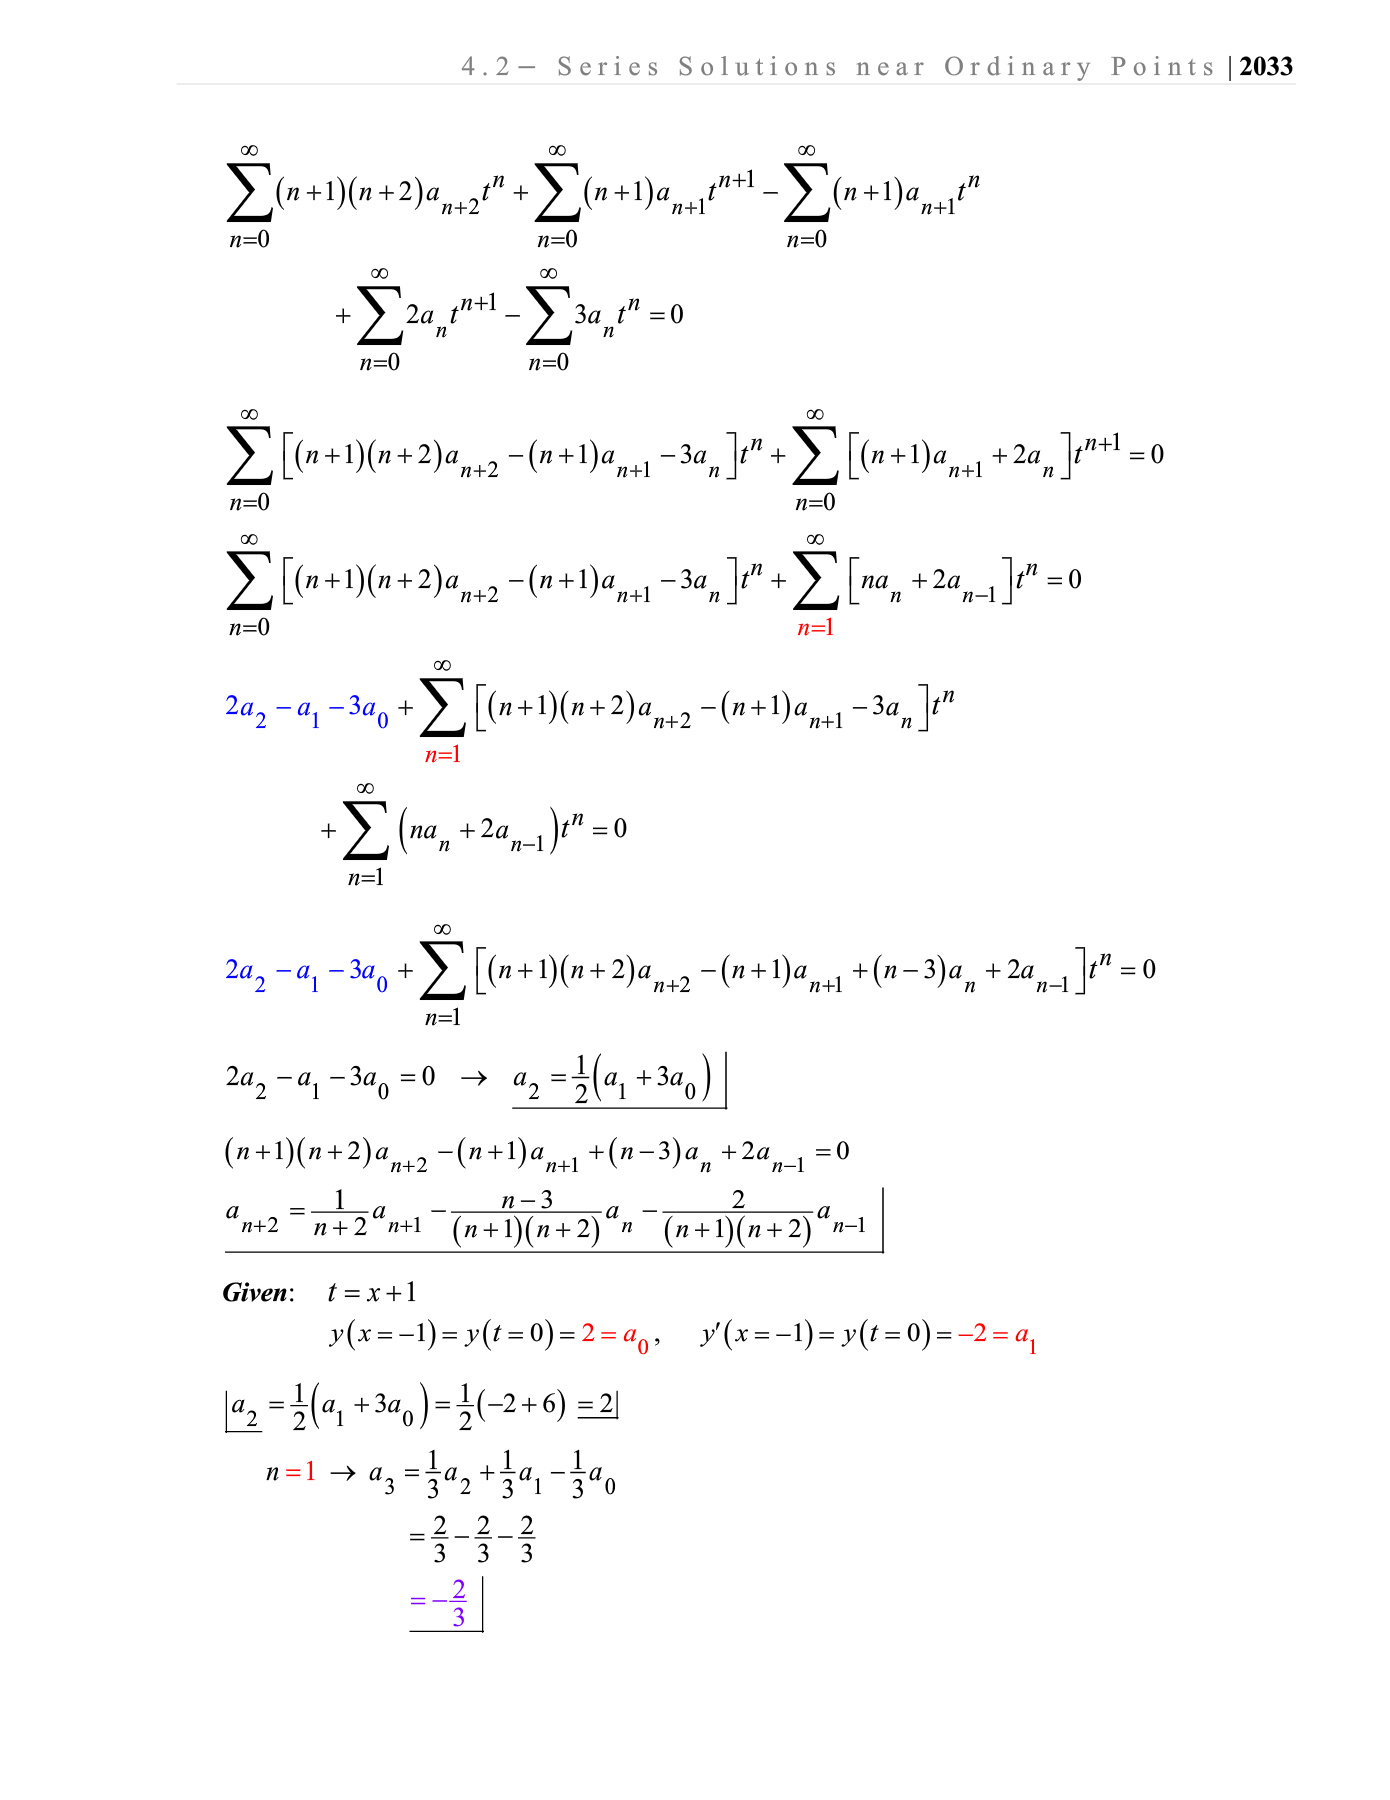 4.2− Series Solutions near Ordinary Points | 2033
$\sum_{n=0}^{\infty}(n+1)(n+2)a_{n+2}t^n + \sum_{n=0}^{\infty}(n+1)a_{n+1}t^{n+1} - \sum_{n=0}^{\infty}(n+1)a_{n+1}t^n$
$+ \sum_{n=0}^{\infty}2a_n t^{n+1} - \sum_{n=0}^{\infty}3a_n t^n = 0$
$\sum_{n=0}^{\infty}\left[(n+1)(n+2)a_{n+2} - (n+1)a_{n+1} - 3a_n\right]t^n + \sum_{n=0}^{\infty}\left[(n+1)a_{n+1} + 2a_n\right]t^{n+1} = 0$
$\sum_{n=0}^{\infty}\left[(n+1)(n+2)a_{n+2} - (n+1)a_{n+1} - 3a_n\right]t^n + \sum_{n=1}^{\infty}\left[na_n + 2a_{n-1}\right]t^n = 0$
$2a_2 - a_1 - 3a_0 + \sum_{n=1}^{\infty}\left[(n+1)(n+2)a_{n+2} - (n+1)a_{n+1} - 3a_n\right]t^n$
$+ \sum_{n=1}^{\infty}\left(na_n + 2a_{n-1}\right)t^n = 0$
$2a_2 - a_1 - 3a_0 + \sum_{n=1}^{\infty}\left[(n+1)(n+2)a_{n+2} - (n+1)a_{n+1} + (n-3)a_n + 2a_{n-1}\right]t^n = 0$
$2a_2 - a_1 - 3a_0 = 0 \rightarrow a_2 = \frac{1}{2}(a_1 + 3a_0)$
$(n+1)(n+2)a_{n+2} - (n+1)a_{n+1} + (n-3)a_n + 2a_{n-1} = 0$
$a_{n+2} = \frac{1}{n+2}a_{n+1} - \frac{n-3}{(n+1)(n+2)}a_n - \frac{2}{(n+1)(n+2)}a_{n-1}$
Given: $t = x+1$
$y(x=-1) = y(t=0) = 2 = a_0, \quad y'(x=-1) = y(t=0) = -2 = a_1$
$a_2 = \frac{1}{2}(a_1 + 3a_0) = \frac{1}{2}(-2+6) = 2$
$n = 1 \rightarrow a_3 = \frac{1}{3}a_2 + \frac{1}{3}a_1 - \frac{1}{3}a_0$
$= \frac{2}{3} - \frac{2}{3} - \frac{2}{3}$
$= -\frac{2}{3}$